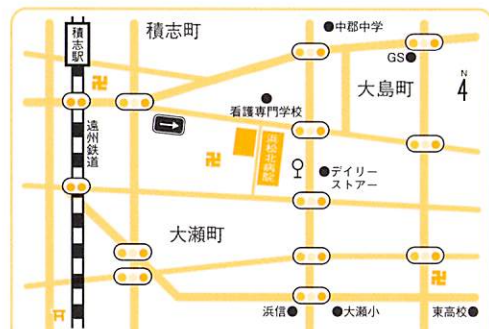 積志駅
積志町
中郡中学
GS
大島町
N
看護専門学校
遠州鉄道
浜松北病院
デイリー
ストアー
大瀬町
浜信
大瀬小
東高校